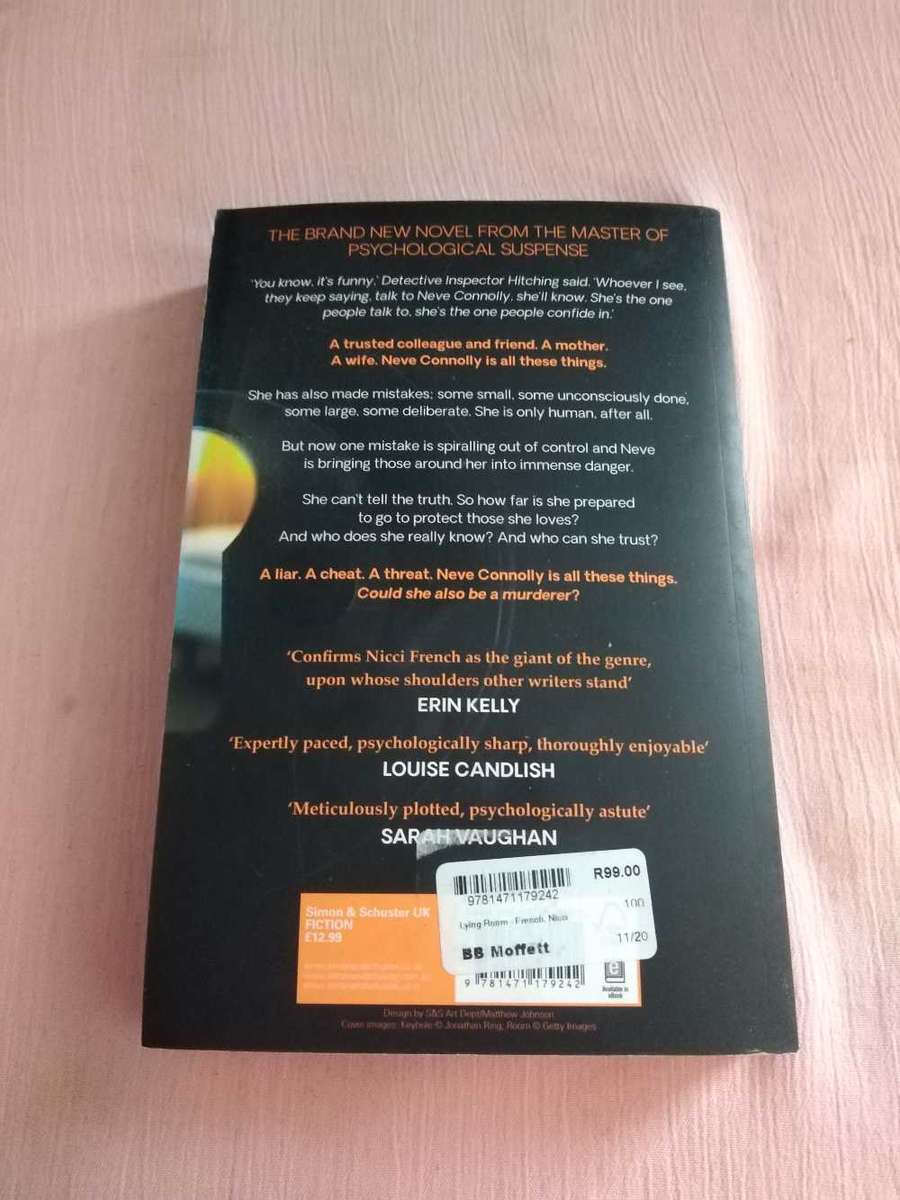 THE BRAND NEW NOVEL FROM THE MASTER OF
PSYCHOLOGICAL SUSPENSE
'You know, it's funny,' Detective Inspector Hitching said. 'Whoever I see,
they keep saying, talk to Neve Connolly, she'll know. She's the one
people talk to, she's the one people confide in.'
A trusted colleague and friend. A mother.
A wife. Neve Connolly is all these things.
She has also made mistakes; some small, some unconsciously done,
some large, some deliberate. She is only human, after all.
But now one mistake is spiralling out of control and Neve
is bringing those around her into immense danger.
She can't tell the truth. So how far is she prepared
to go to protect those she loves?
And who does she really know? And who can she trust?
A liar. A cheat. A threat. Neve Connolly is all these things.
Could she also be a murderer?
'Confirms Nicci French as the giant of the genre,
upon whose shoulders other writers stand'
ERIN KELLY
'Expertly paced, psychologically sharp, thoroughly enjoyable'
LOUISE CANDLISH
'Meticulously plotted, psychologically astute'
SARAH VAUGHAN
R99.00
9781471179242
100
Lying Room - French, Nicci
BB Moffett
11/20
Simon & Schuster UK
FICTION
£12.99
9 781471 179242
e
Available in
eBook
Design by S&S Art Dept/Matthew Johnson
Cover images: Keyhole © Jonathan Ring; Room © Getty Images